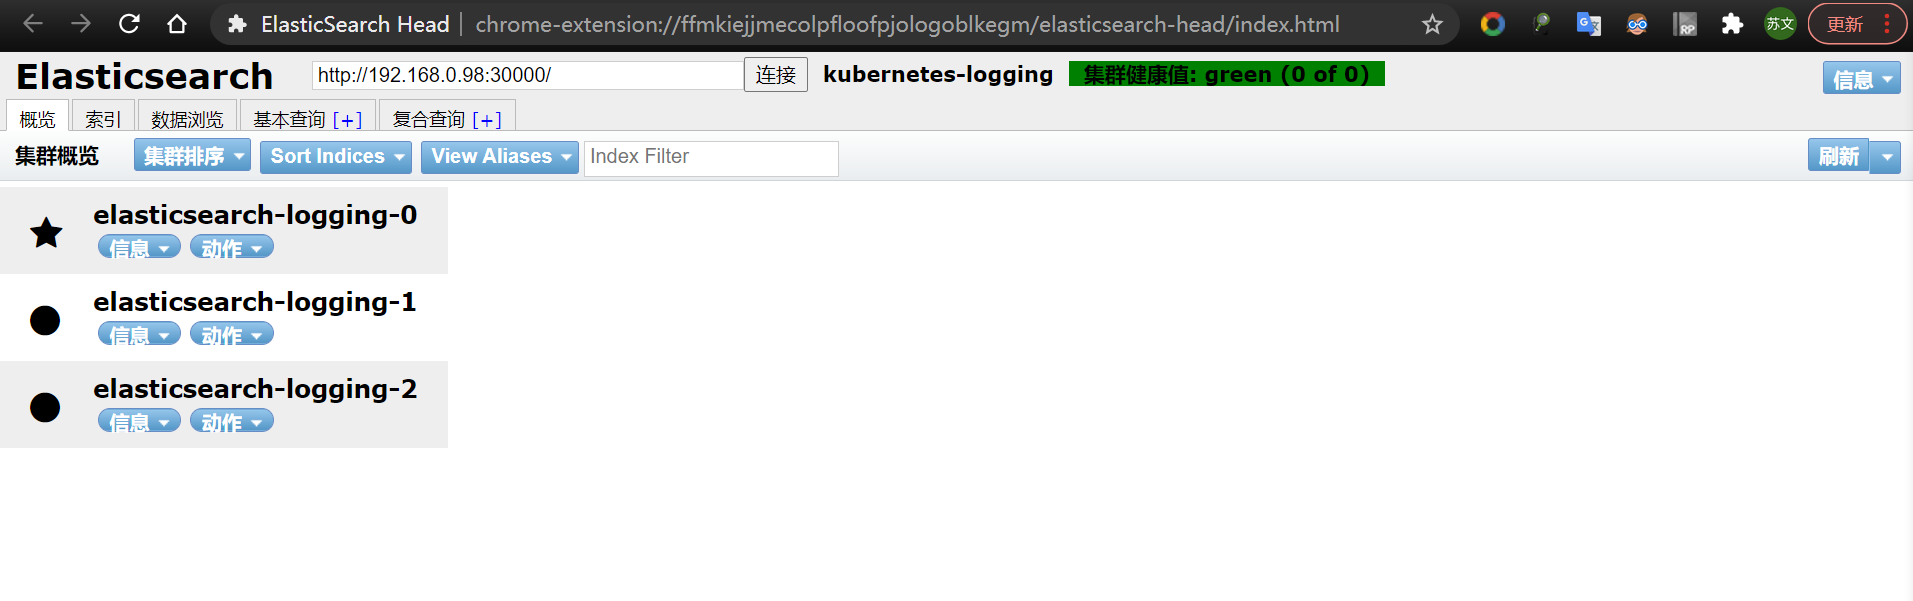 ElasticSearch Head | chrome-extension://ffmkiejjmecolpfloofpjologoblkegm/elasticsearch-head/index.html
RP 苏文 更新
Elasticsearch http://192.168.0.98:30000/ 连接 kubernetes-logging 集群健康值: green (0 of 0) 信息
概览 索引 数据浏览 基本查询 [+] 复合查询 [+]
集群概览 集群排序 Sort Indices View Aliases Index Filter 刷新
elasticsearch-logging-0
信息 动作
elasticsearch-logging-1
信息 动作
elasticsearch-logging-2
信息 动作